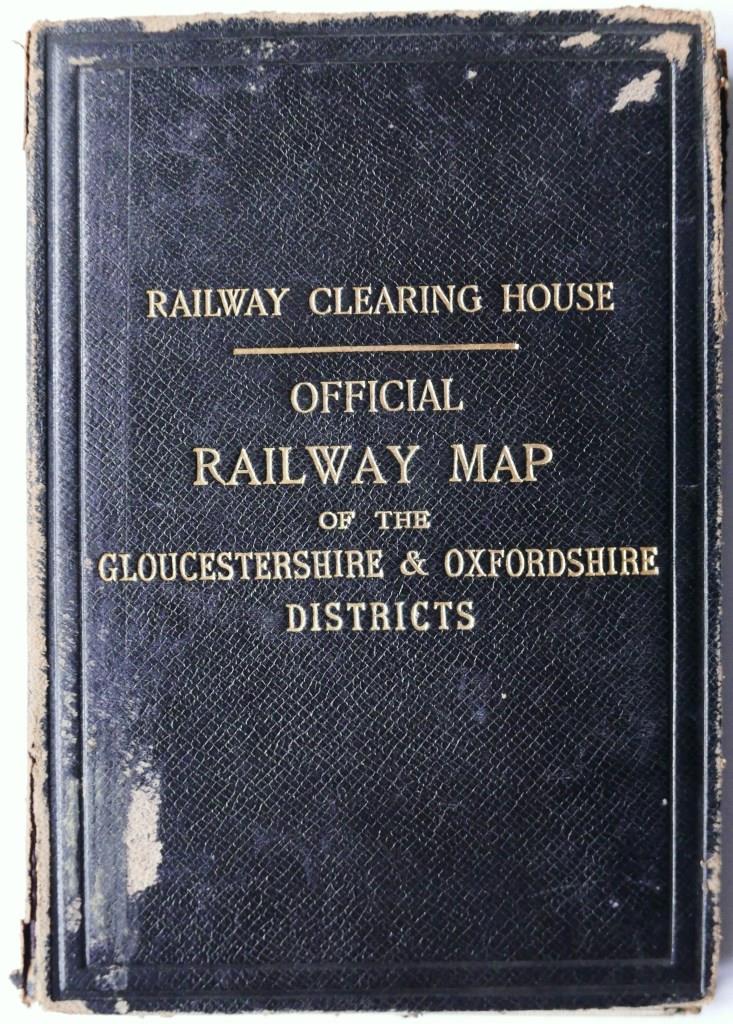 RAILWAY CLEARING HOUSE
OFFICIAL
RAILWAY MAP
OF THE
GLOUCESTERSHIRE & OXFORDSHIRE
DISTRICTS